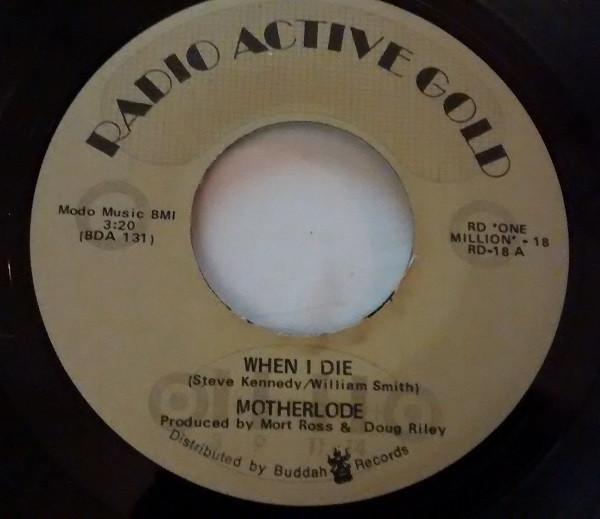 RADIO ACTIVE GOLD
Modo Music BMI
3:20
(BDA 131)
RD "ONE
MILLION" - 18
RD-18 A
WHEN I DIE
(Steve Kennedy/William Smith)
MOTHERLODE
Produced by Mort Ross & Doug Riley
Distributed by Buddah Records